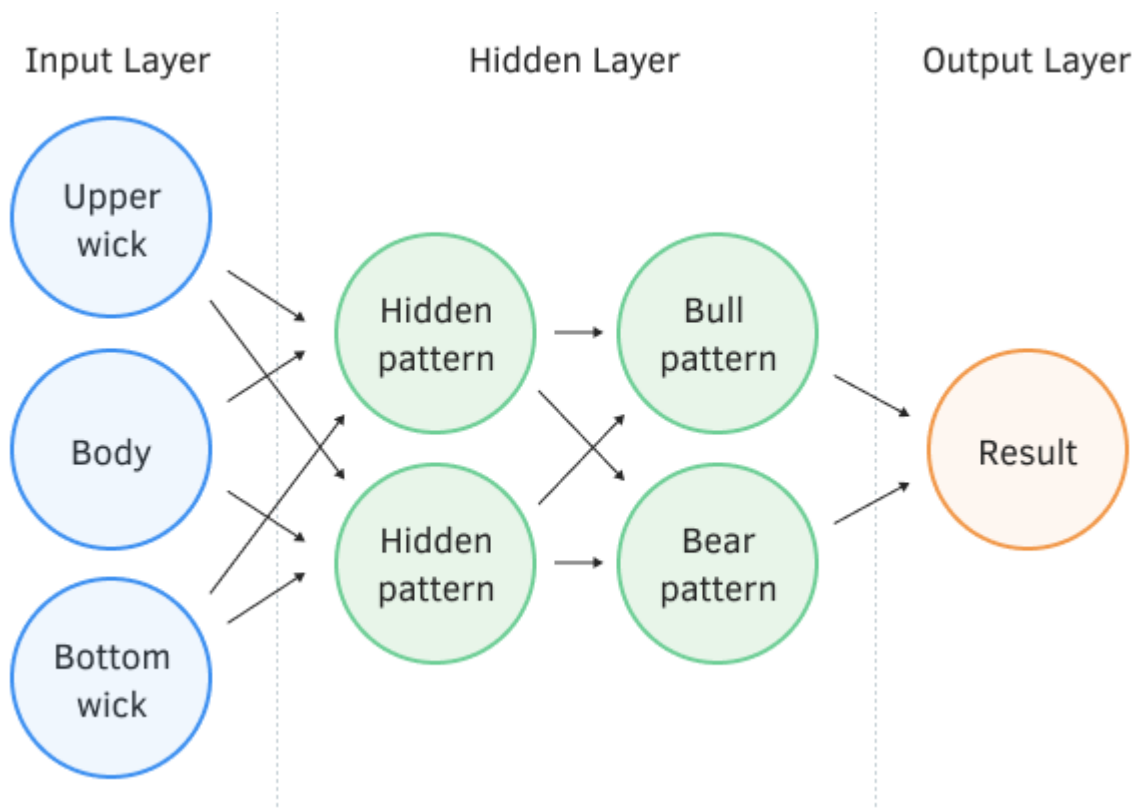 Input Layer
Hidden Layer
Output Layer
Upper
wick
Body
Bottom
wick
Hidden
pattern
Hidden
pattern
Bull
pattern
Bear
pattern
Result